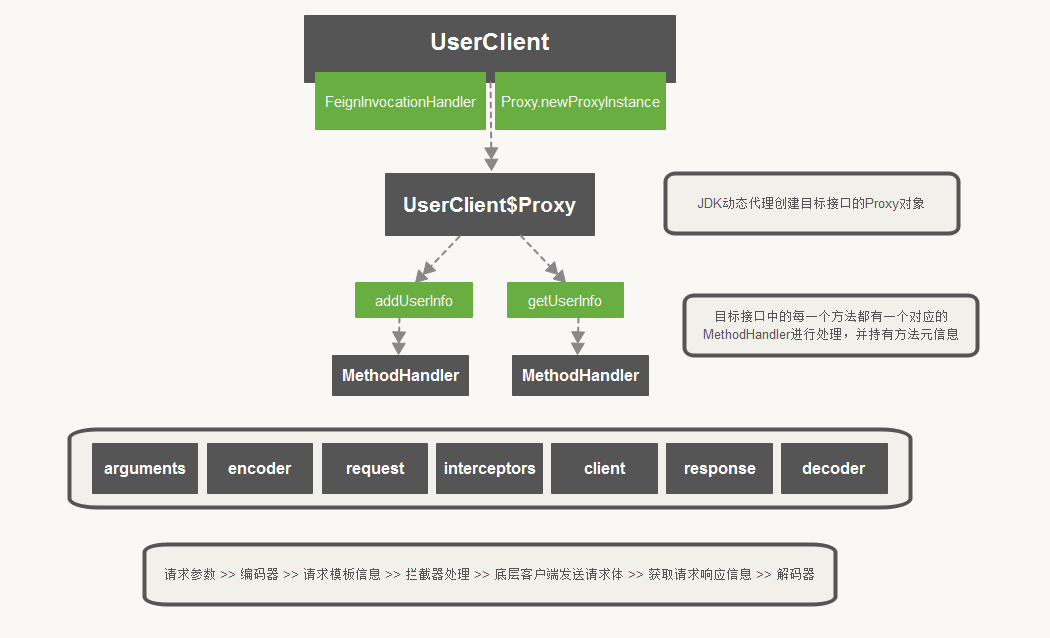 UserClient
FeignInvocationHandler
Proxy.newProxyInstance
UserClient$Proxy
JDK动态代理创建目标接口的Proxy对象
addUserInfo
getUserInfo
目标接口中的每一个方法都有一个对应的
MethodHandler进行处理，并持有方法元信息
MethodHandler
MethodHandler
arguments
encoder
request
interceptors
client
response
decoder
请求参数 >> 编码器 >> 请求模板信息 >> 拦截器处理 >> 底层客户端发送请求体 >> 获取请求响应信息 >> 解码器